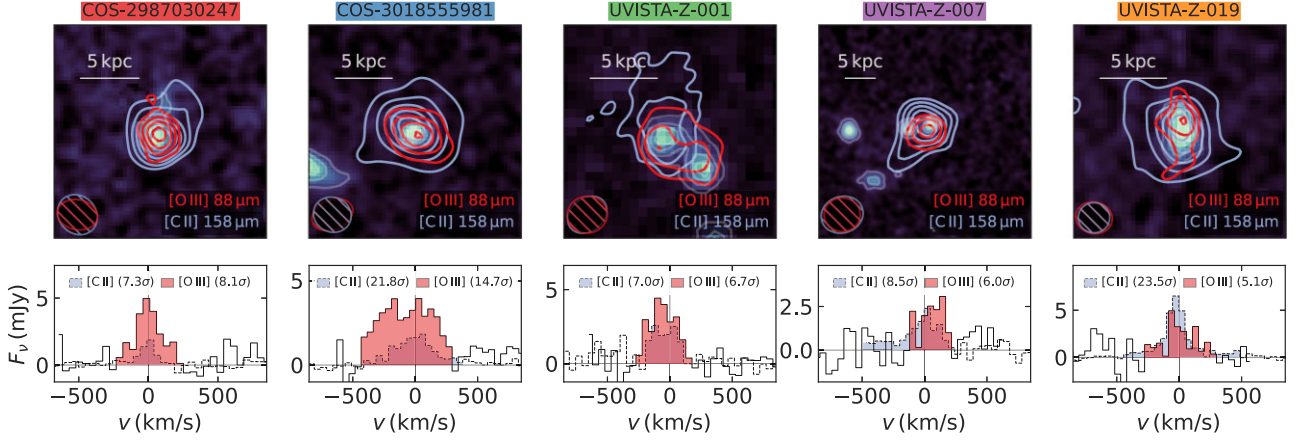 COS-2987030247 COS-3018555981 UVISTA-Z-001 UVISTA-Z-007 UVISTA-Z-019
5 kpc 5 kpc 5 kpc 5 kpc 5 kpc
[O III] 88 μm [O III] 88 μm [O III] 88 μm [O III] 88 μm [O III] 88 μm
[C II] 158 μm [C II] 158 μm [C II] 158 μm [C II] 158 μm [C II] 158 μm
[C II] (7.3σ) [O III] (8.1σ) [C II] (21.8σ) [O III] (14.7σ) [C II] (7.0σ) [O III] (6.7σ) [C II] (8.5σ) [O III] (6.0σ) [C II] (23.5σ) [O III] (5.1σ)
5 5 5 2.5 5
0 0 0 0.0 0
Fν (mJy)
−500 0 500 −500 0 500 −500 0 500 −500 0 500 −500 0 500
v (km/s) v (km/s) v (km/s) v (km/s) v (km/s)